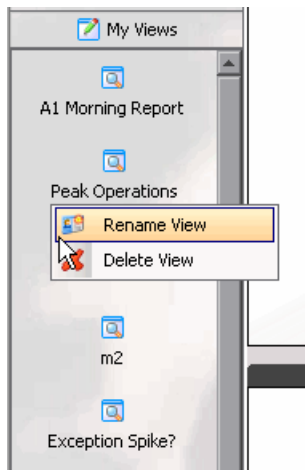 My Views
A1 Morning Report
Peak Operations
Rename View
Delete View
m2
Exception Spike?